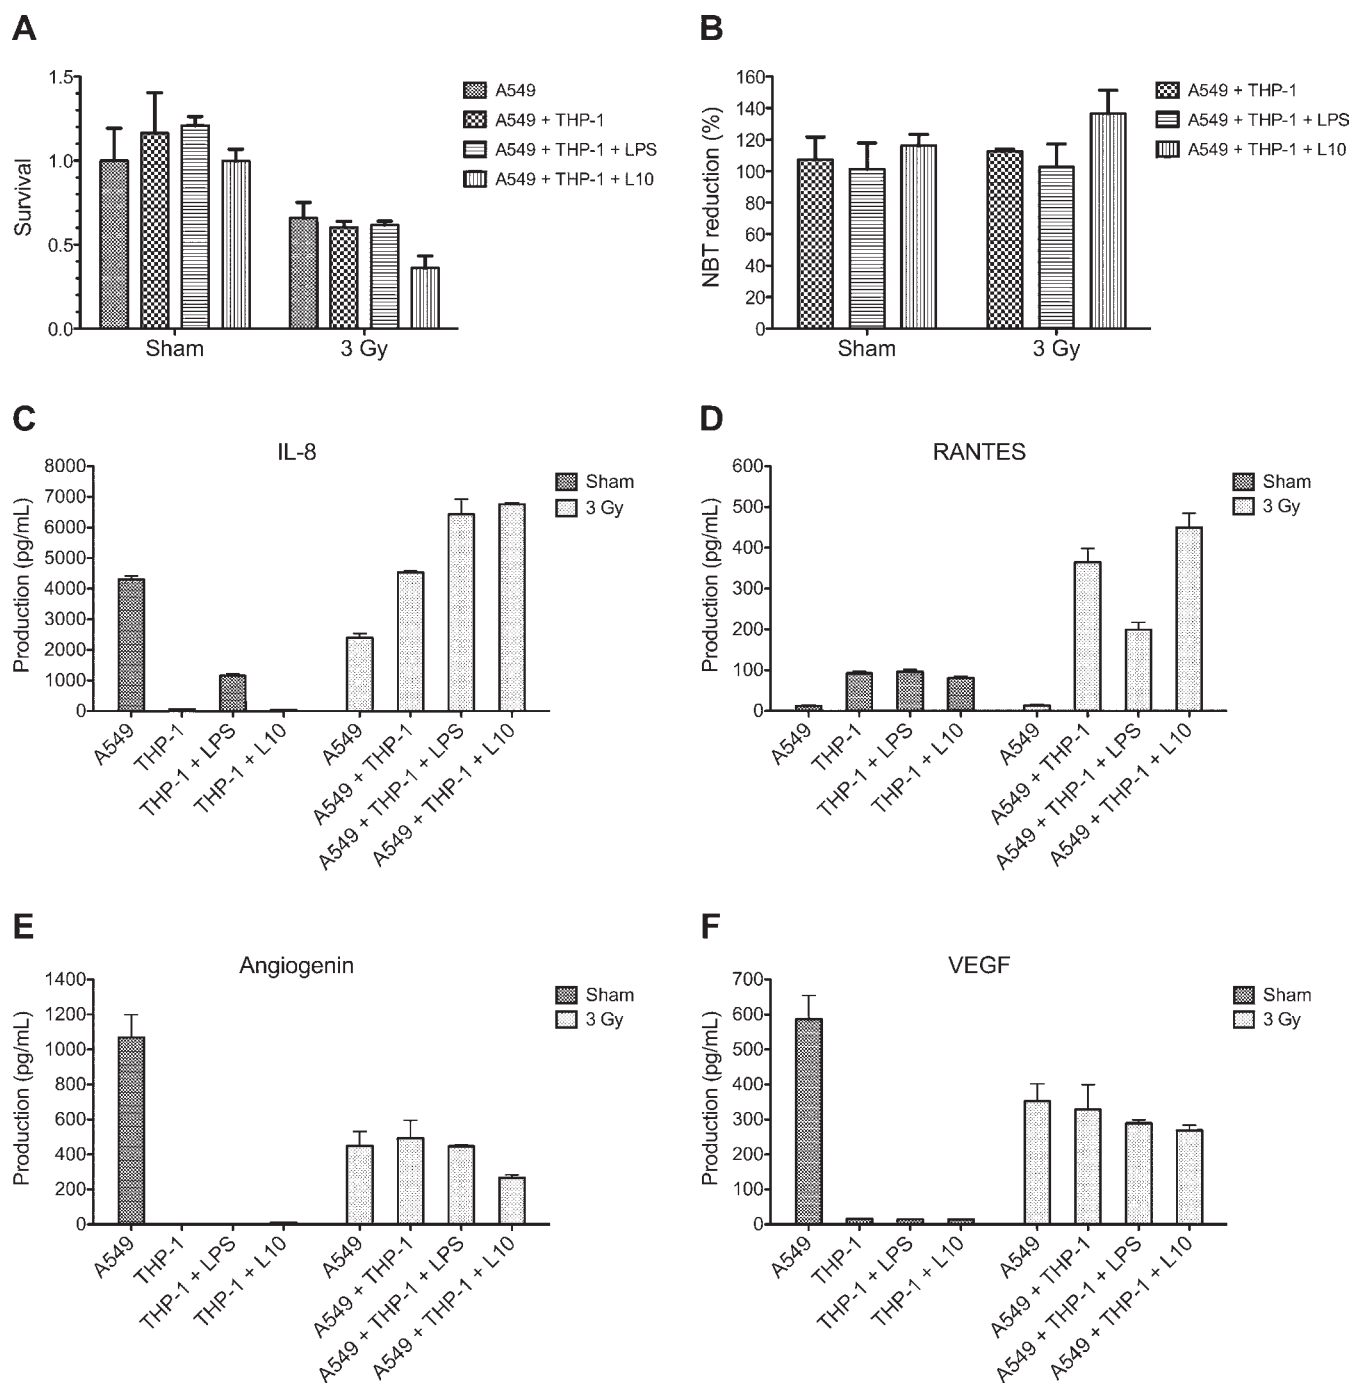 A
Survival
1.5
1.0
0.5
0.0
Sham
3 Gy
A549
A549 + THP-1
A549 + THP-1 + LPS
A549 + THP-1 + L10
B
NBT reduction (%)
160
140
120
100
80
60
40
20
0
Sham
3 Gy
A549 + THP-1
A549 + THP-1 + LPS
A549 + THP-1 + L10
C
IL-8
Production (pg/mL)
8000
7000
6000
5000
4000
3000
2000
1000
0
A549
THP-1
THP-1 + LPS
THP-1 + L10
A549
A549 + THP-1
A549 + THP-1 + LPS
A549 + THP-1 + L10
Sham
3 Gy
D
RANTES
Production (pg/mL)
600
500
400
300
200
100
0
A549
THP-1
THP-1 + LPS
THP-1 + L10
A549
A549 + THP-1
A549 + THP-1 + LPS
A549 + THP-1 + L10
Sham
3 Gy
E
Angiogenin
Production (pg/mL)
1400
1200
1000
800
600
400
200
0
A549
THP-1
THP-1 + LPS
THP-1 + L10
A549
A549 + THP-1
A549 + THP-1 + LPS
A549 + THP-1 + L10
Sham
3 Gy
F
VEGF
Production (pg/mL)
700
600
500
400
300
200
100
0
A549
THP-1
THP-1 + LPS
THP-1 + L10
A549
A549 + THP-1
A549 + THP-1 + LPS
A549 + THP-1 + L10
Sham
3 Gy